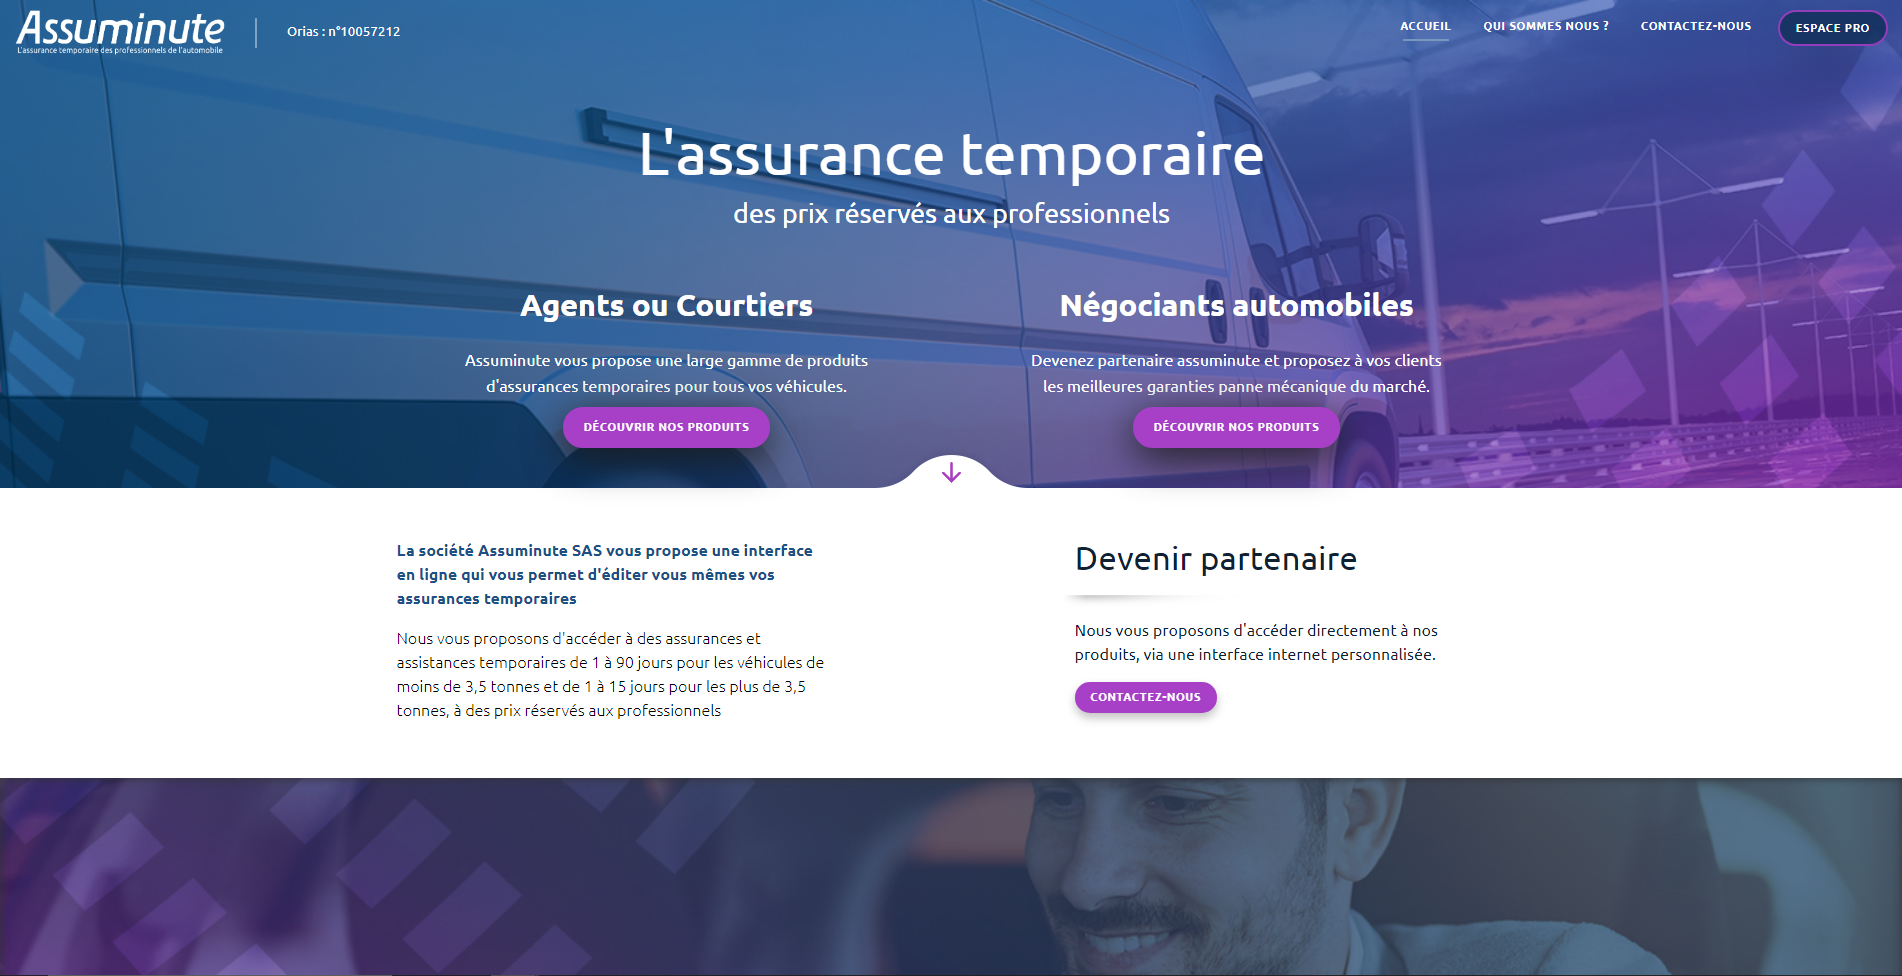 Assuminute
L'assurance temporaire des professionnels de l'automobile
Orias : n°10057212
ACCUEIL
QUI SOMMES NOUS ?
CONTACTEZ-NOUS
ESPACE PRO
L'assurance temporaire
des prix réservés aux professionnels
Agents ou Courtiers
Assuminute vous propose une large gamme de produits
d'assurances temporaires pour tous vos véhicules.
DÉCOUVRIR NOS PRODUITS
Négociants automobiles
Devenez partenaire assuminute et proposez à vos clients
les meilleures garanties panne mécanique du marché.
DÉCOUVRIR NOS PRODUITS
La société Assuminute SAS vous propose une interface
en ligne qui vous permet d'éditer vous mêmes vos
assurances temporaires
Nous vous proposons d'accéder à des assurances et
assistances temporaires de 1 à 90 jours pour les véhicules de
moins de 3,5 tonnes et de 1 à 15 jours pour les plus de 3,5
tonnes, à des prix réservés aux professionnels
Devenir partenaire
Nous vous proposons d'accéder directement à nos
produits, via une interface internet personnalisée.
CONTACTEZ-NOUS